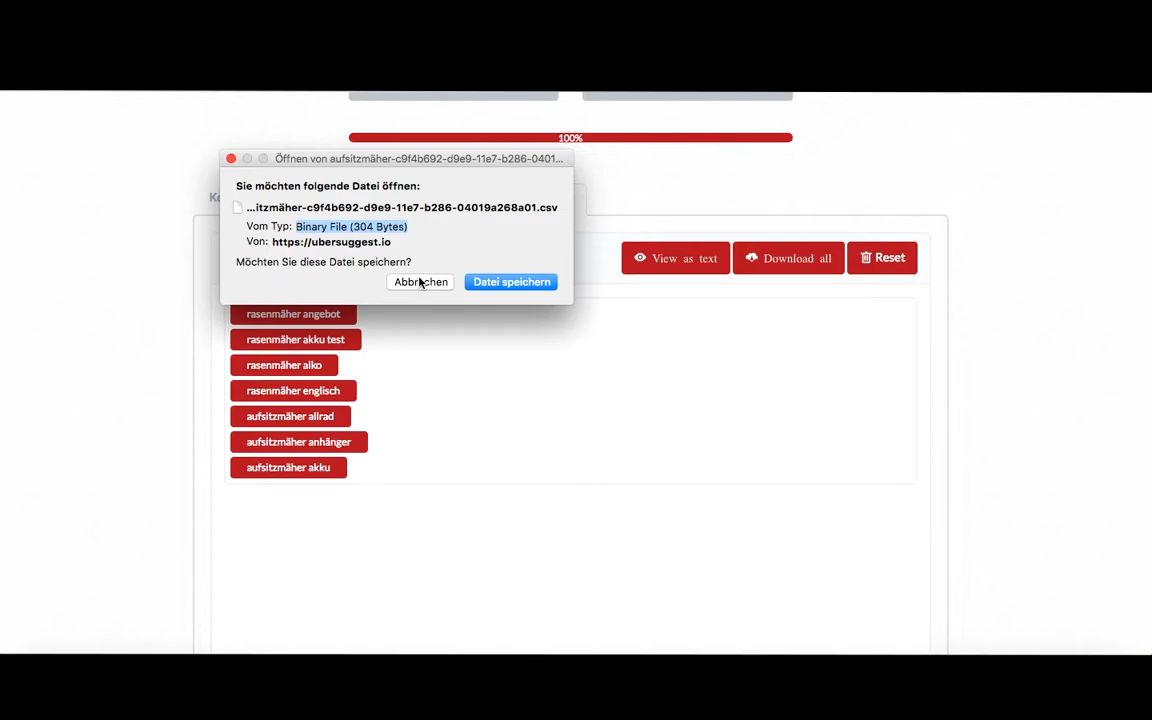 100%
Öffnen von aufsitzmäher-c9f4b692-d9e9-11e7-b286-0401...
Sie möchten folgende Datei öffnen:
...itzmäher-c9f4b692-d9e9-11e7-b286-04019a268a01.csv
Vom Typ: Binary File (304 Bytes)
Von: https://ubersuggest.io
Möchten Sie diese Datei speichern?
Abbrechen Datei speichern
Ke
View as text Download all Reset
rasenmäher angebot
rasenmäher akku test
rasenmäher alko
rasenmäher englisch
aufsitzmäher allrad
aufsitzmäher anhänger
aufsitzmäher akku